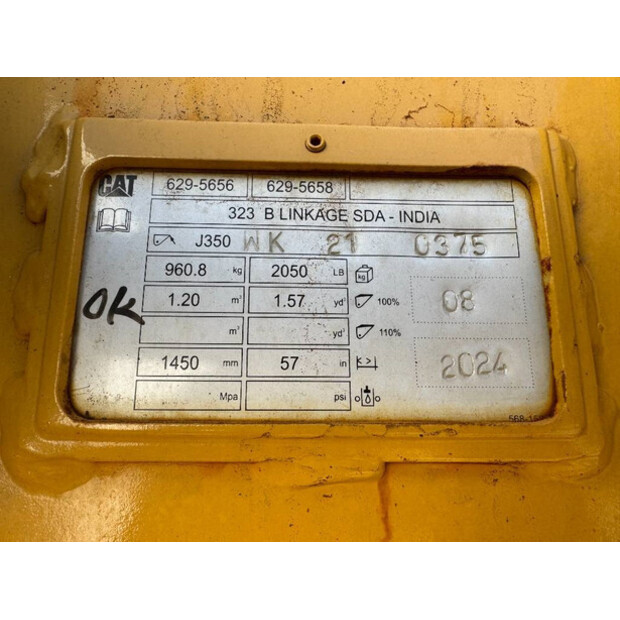 CAT 629-5656 629-5658
323 B LINKAGE SDA - INDIA
J350 WK 21 0375
960.8 kg 2050 LB
1.20 m³ 1.57 yd³ 100% 08
m³ yd³ 110%
OK
1450 mm 57 in 2024
Mpa psi